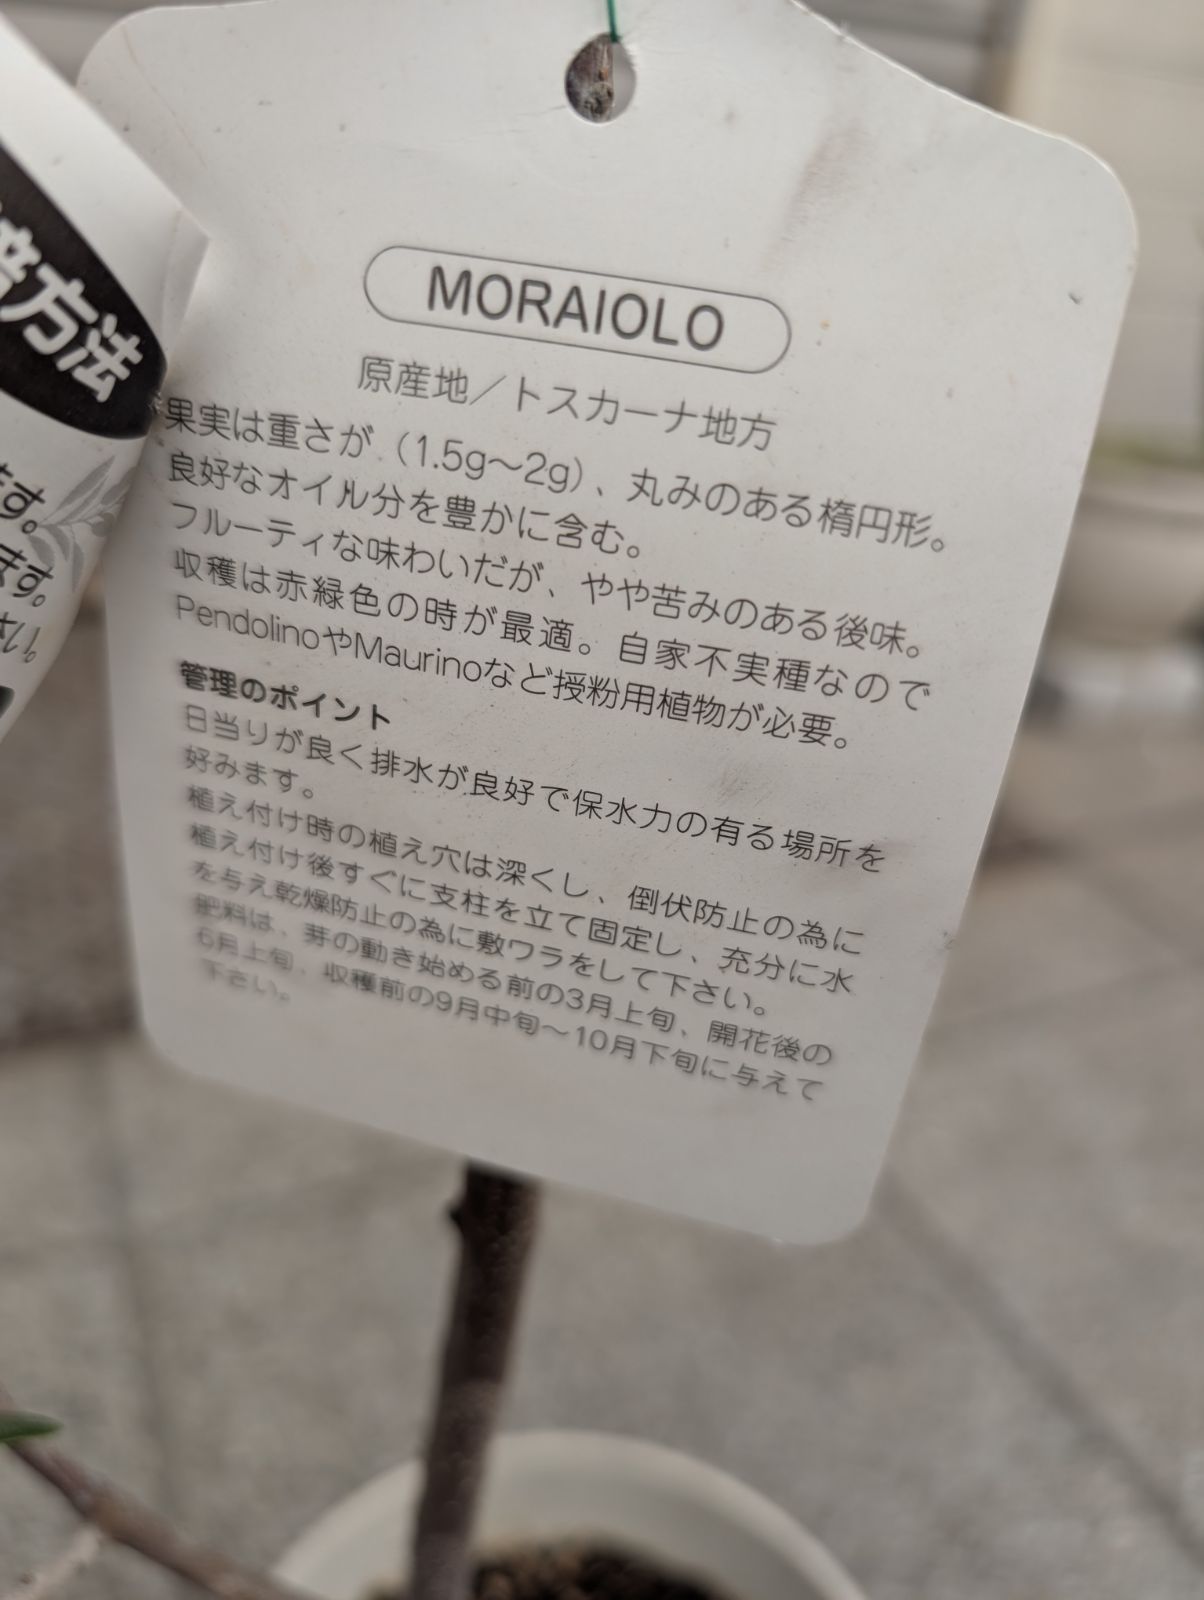 MORAIOLO
原産地／トスカーナ地方
果実は重さが（1.5g〜2g）、丸みのある楕円形。
良好なオイル分を豊かに含む。
フルーティな味わいだが、やや苦みのある後味。
収穫は赤緑色の時が最適。自家不実種なので
PendolinoやMaurinoなど授粉用植物が必要。
管理のポイント
日当りが良く排水が良好で保水力の有る場所を
好みます。
植え付け時の植え穴は深くし、倒伏防止の為に
植え付け後すぐに支柱を立て固定し、充分に水
を与え乾燥防止の為に敷ワラをして下さい。
肥料は、芽の動き始める前の3月上旬、開花後の
6月上旬、収穫前の9月中旬〜10月下旬に与えて
下さい。
培方法
ます。
ます。
さい。